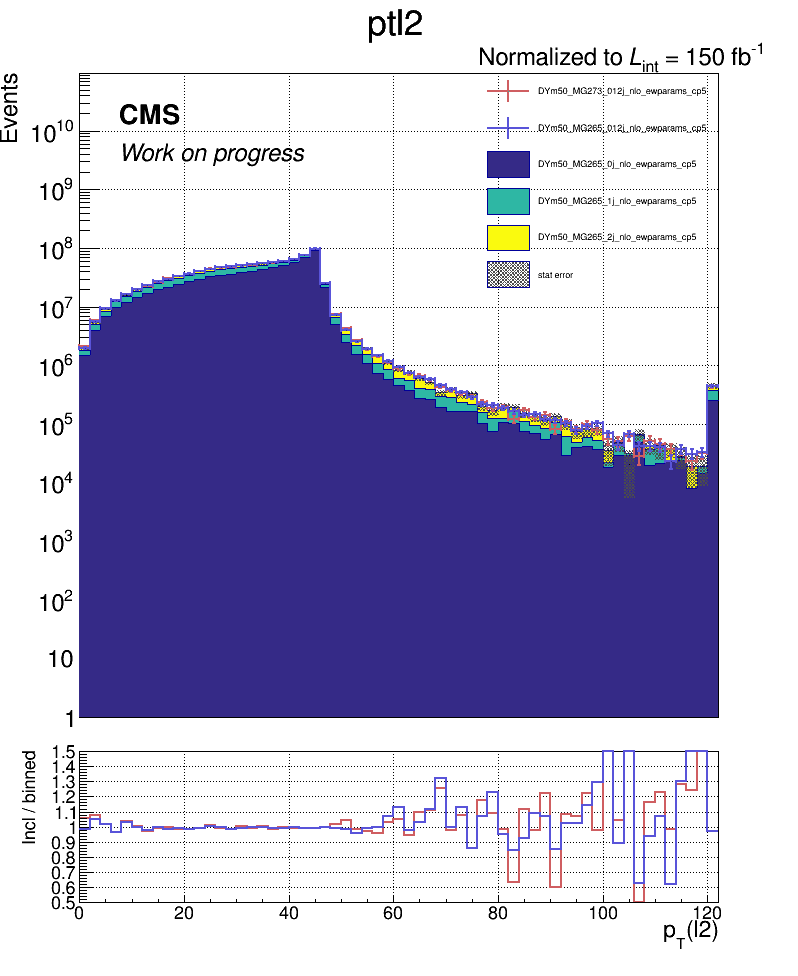 ptl2
Normalized to L_int = 150 fb^-1
Events
CMS
Work on progress
DYm50_MG273_012j_nlo_ewparams_cp5
DYm50_MG265_012j_nlo_ewparams_cp5
DYm50_MG265_0j_nlo_ewparams_cp5
DYm50_MG265_1j_nlo_ewparams_cp5
DYm50_MG265_2j_nlo_ewparams_cp5
stat error
10^10
10^9
10^8
10^7
10^6
10^5
10^4
10^3
10^2
10
1
Incl / binned
1.5
1.4
1.3
1.2
1.1
1
0.9
0.8
0.7
0.6
0.5
0 20 40 60 80 100 120
p_T(l2)